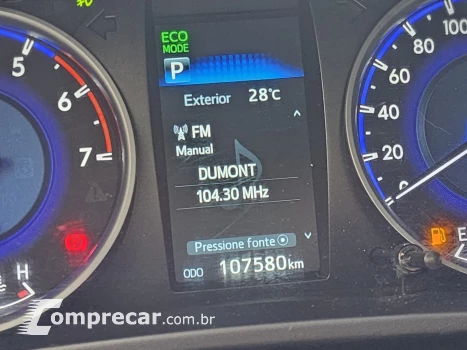 ECO
MODE
P
Exterior 28°C
FM
Manual
DUMONT
104.30 MHz
Pressione fonte
ODO 107580 km
5
6
7
H
100
80
60
40
20
0
E
Comprecar.com.br